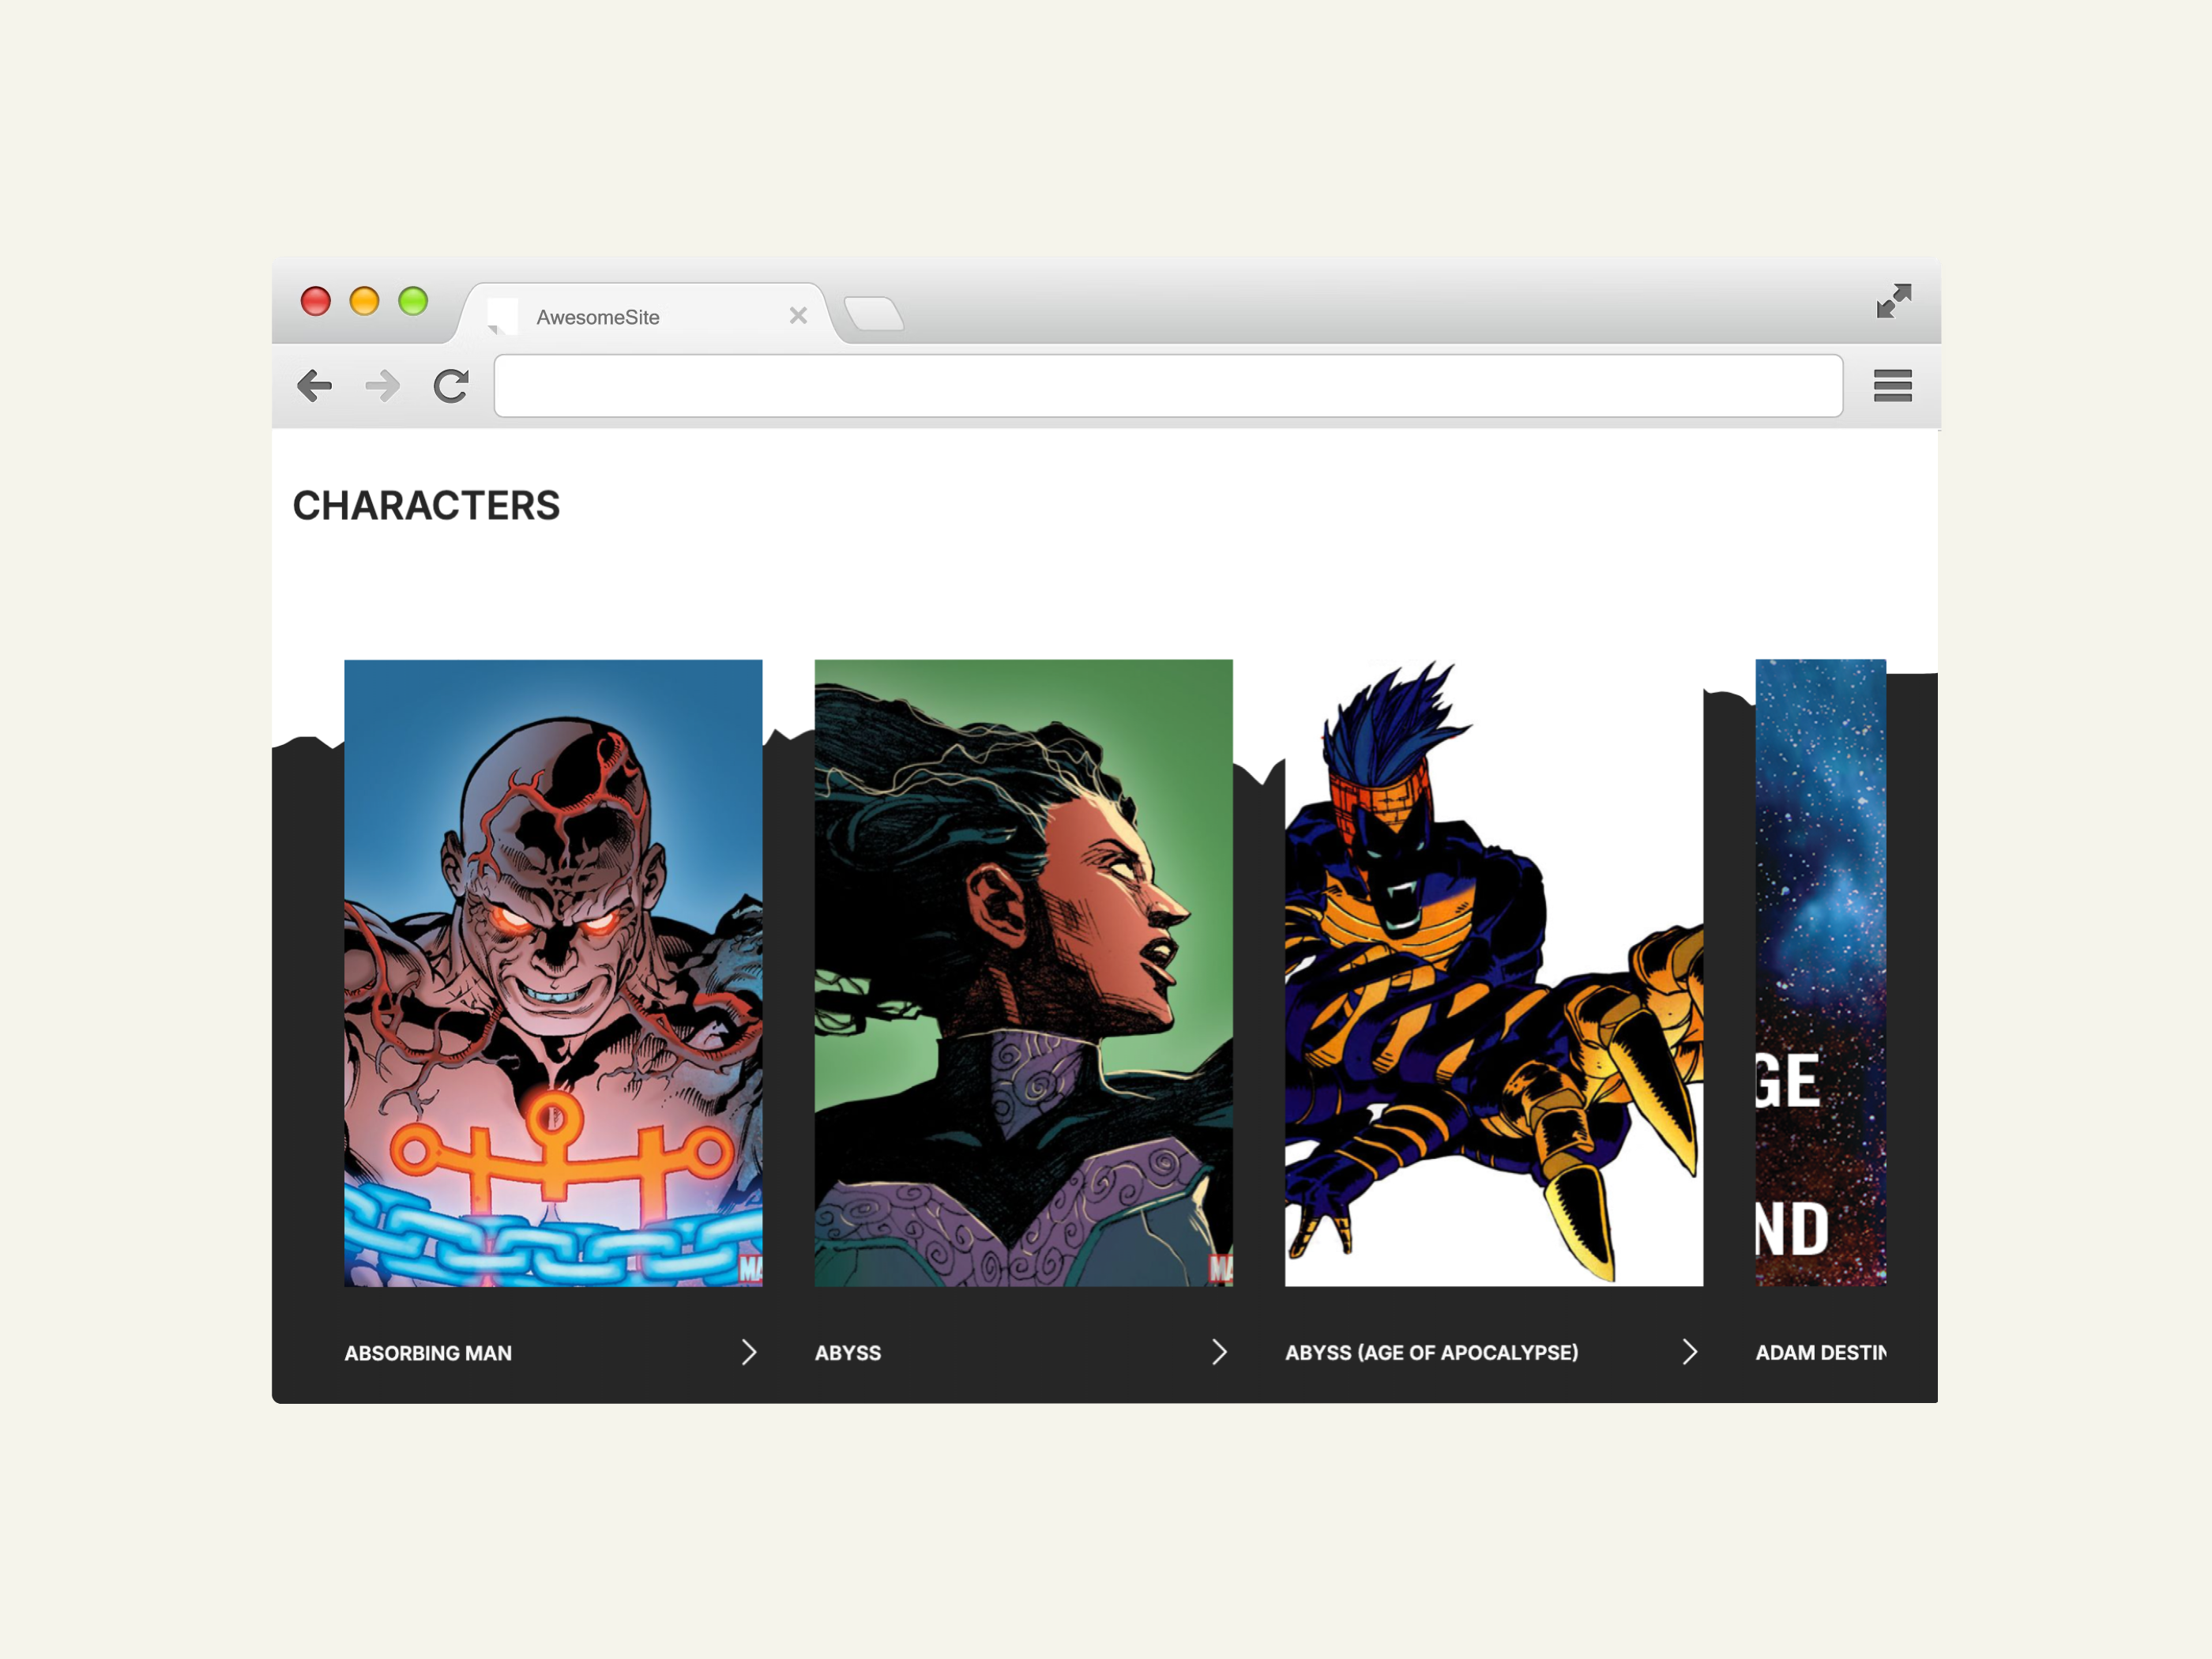 AwesomeSite
CHARACTERS
GE
ND
MA
MA
ABSORBING MAN
ABYSS
ABYSS (AGE OF APOCALYPSE)
ADAM DESTIN